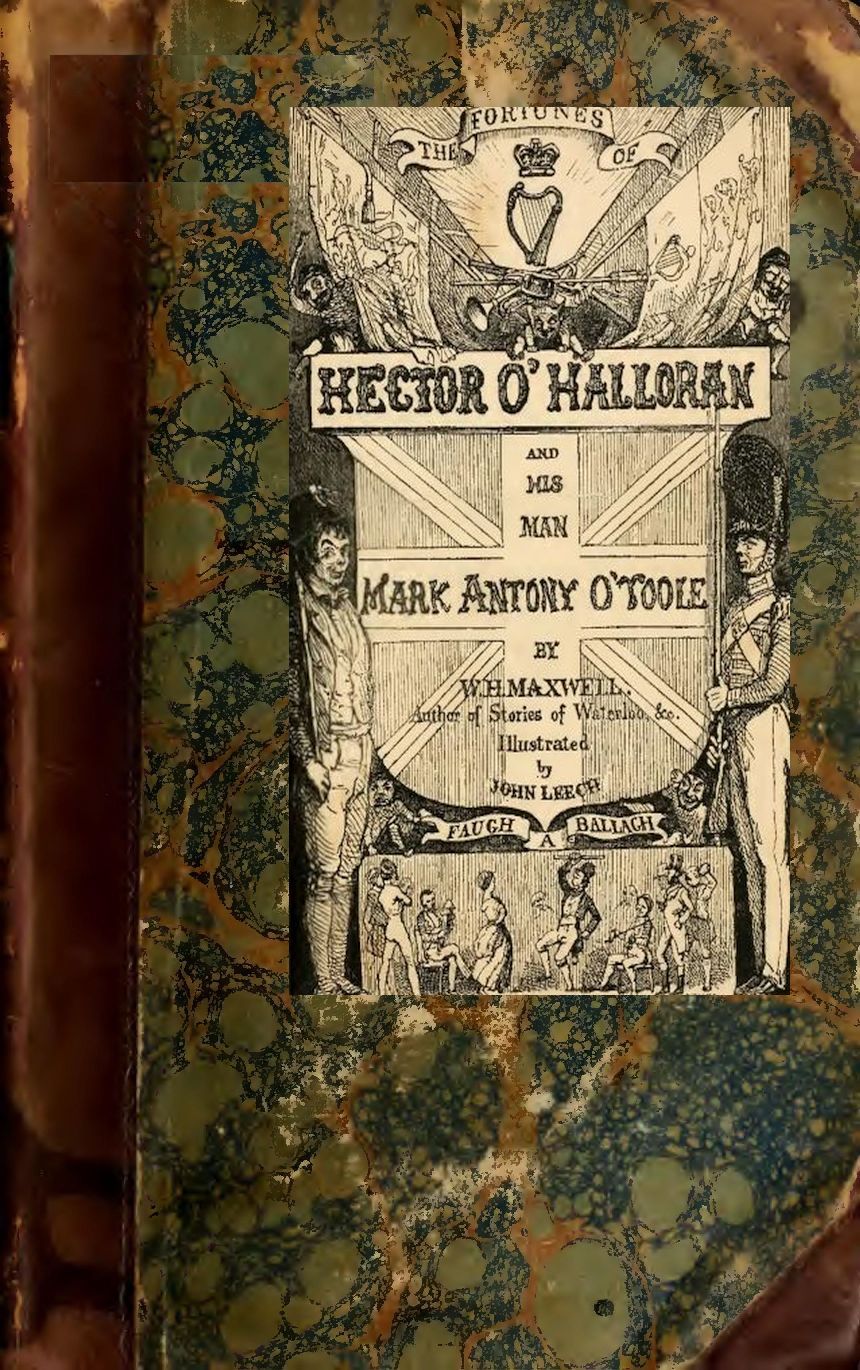 FORTUNES
THE OF
HECTOR O'HALLORAN
AND
HIS
MAN
MARK ANTONY O'TOOLE
BY
W.H.MAXWELL.
Author of Stories of Waterloo, &c.
Illustrated
by
JOHN LEECH
FAUGH A BALLAGH